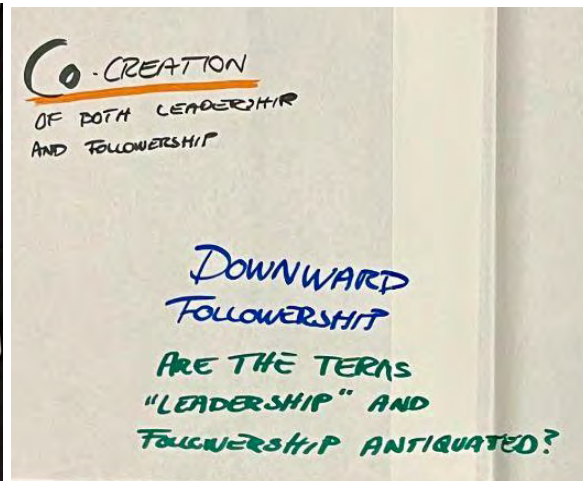 CO-CREATION
OF BOTH LEADERSHIP
AND FOLLOWERSHIP
DOWNWARD
FOLLOWERSHIP
ARE THE TERMS
"LEADERSHIP" AND
FOLLOWERSHIP ANTIQUATED?